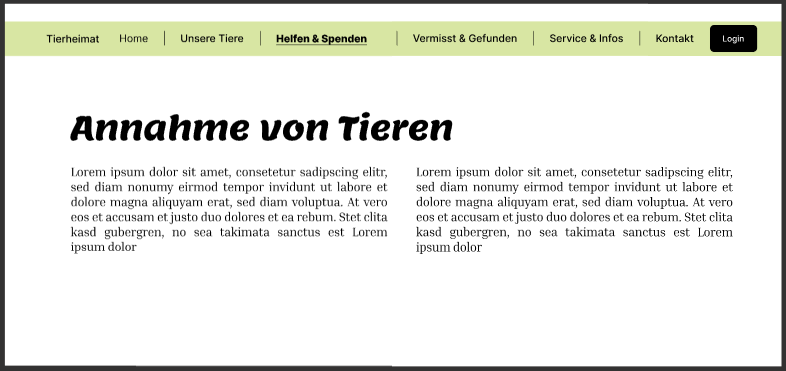 Tierheimat Home Unsere Tiere Helfen & Spenden Vermisst & Gefunden Service & Infos Kontakt Login
Annahme von Tieren
Lorem ipsum dolor sit amet, consetetur sadipscing elitr,
sed diam nonumy eirmod tempor invidunt ut labore et
dolore magna aliquyam erat, sed diam voluptua. At vero
eos et accusam et justo duo dolores et ea rebum. Stet clita
kasd gubergren, no sea takimata sanctus est Lorem
ipsum dolor
Lorem ipsum dolor sit amet, consetetur sadipscing elitr,
sed diam nonumy eirmod tempor invidunt ut labore et
dolore magna aliquyam erat, sed diam voluptua. At vero
eos et accusam et justo duo dolores et ea rebum. Stet clita
kasd gubergren, no sea takimata sanctus est Lorem
ipsum dolor